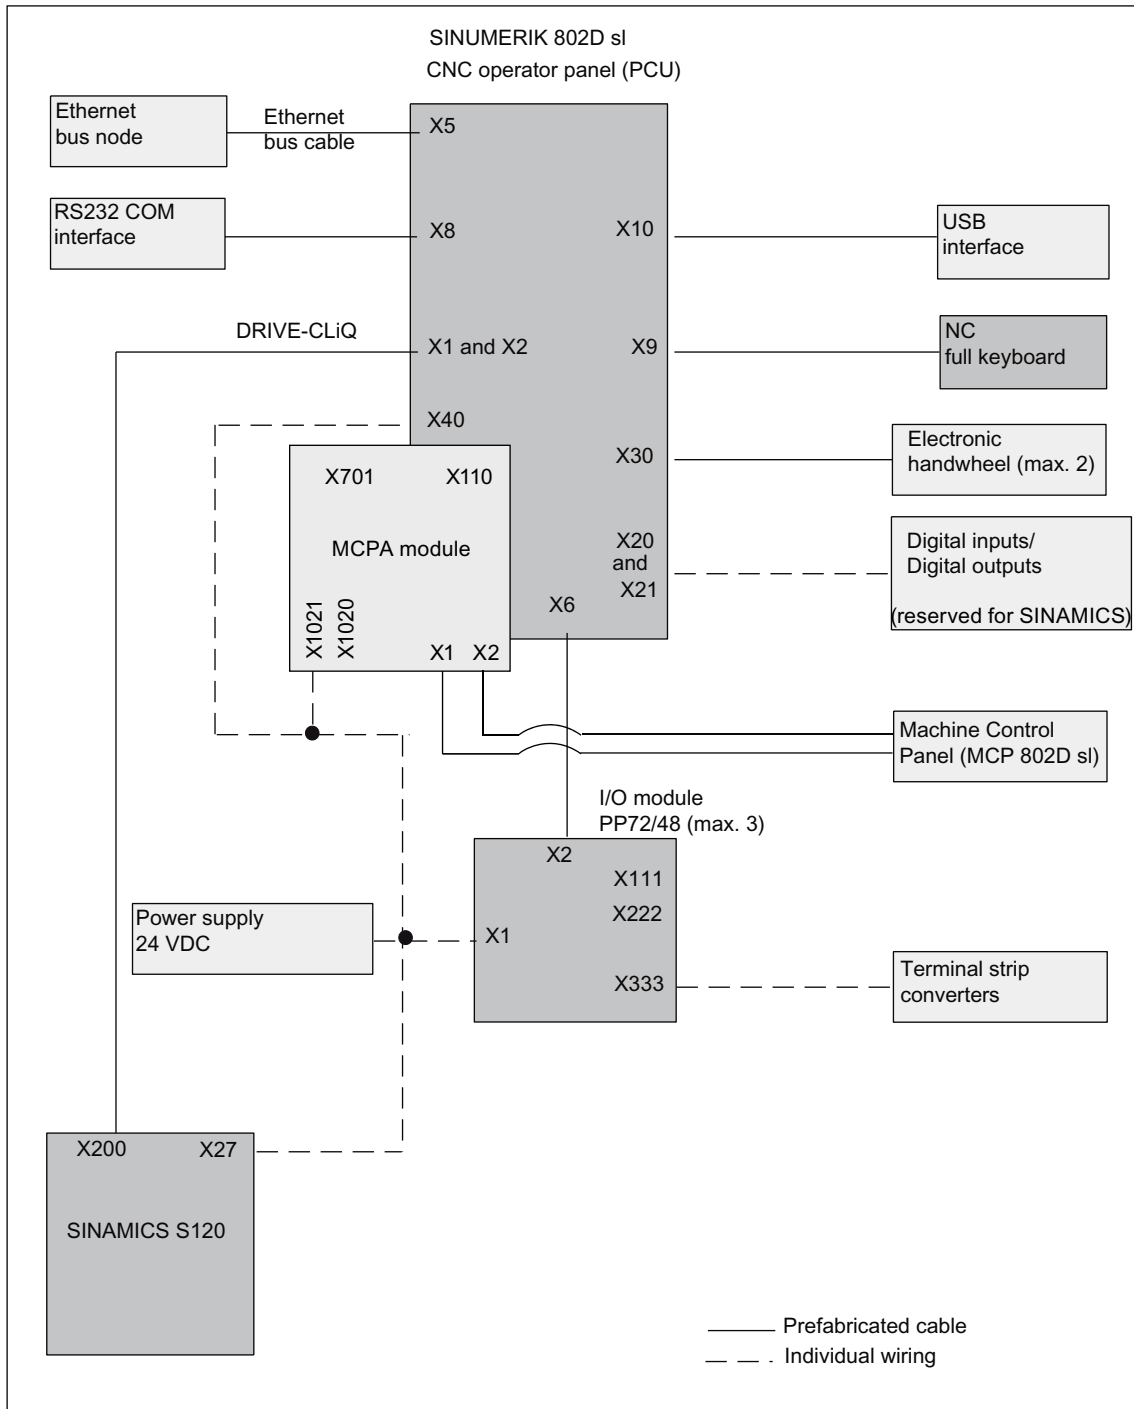 SINUMERIK 802D sl
CNC operator panel (PCU)
Ethernet
bus node
Ethernet
bus cable
X5
RS232 COM
interface
X8
X10
USB
interface
DRIVE-CLiQ
X1 and X2
X9
NC
full keyboard
X40
X30
Electronic
handwheel (max. 2)
X701
X110
MCPA module
X20
and
X21
Digital inputs/
Digital outputs
(reserved for SINAMICS)
X6
X1021
X1020
X1
X2
Machine Control
Panel (MCP 802D sl)
I/O module
PP72/48 (max. 3)
X2
X111
X222
Power supply
24 VDC
X1
X333
Terminal strip
converters
X200
X27
SINAMICS S120
Prefabricated cable
Individual wiring